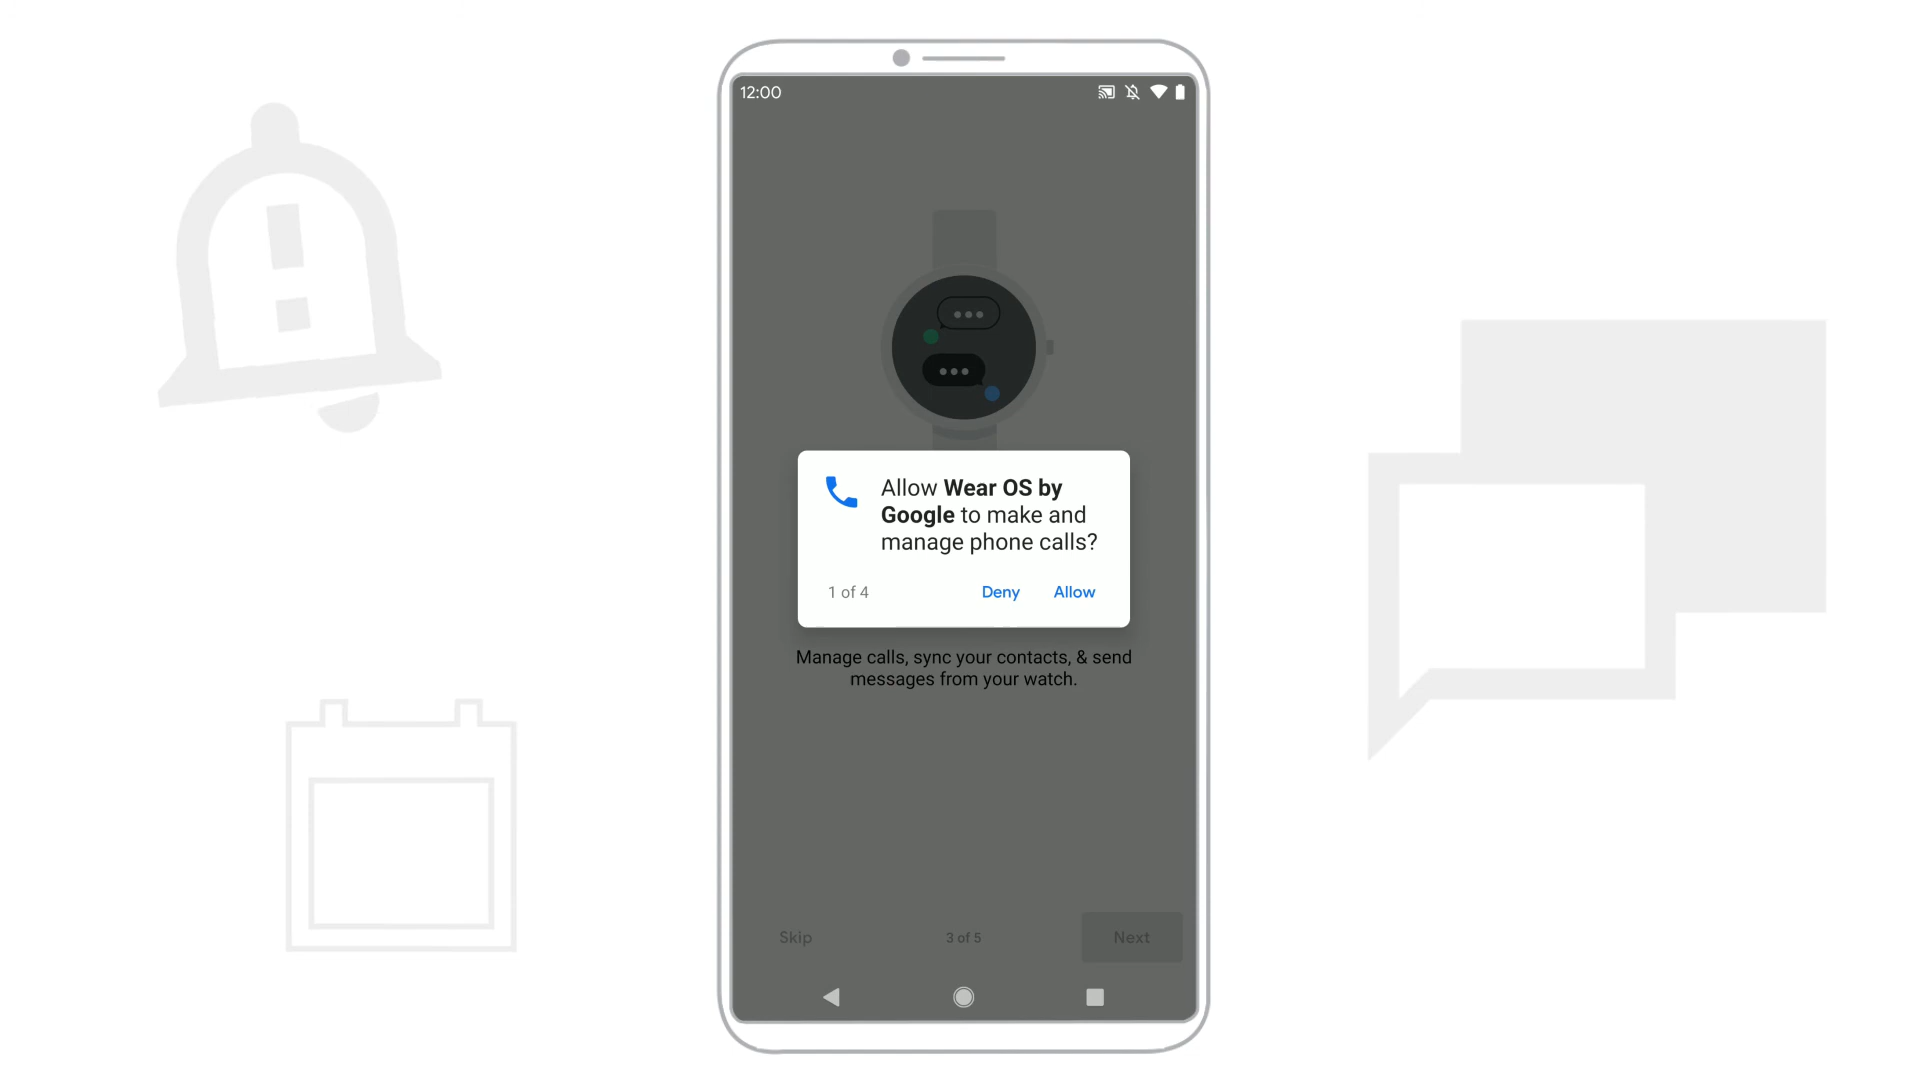 12:00
Allow Wear OS by
Google to make and
manage phone calls?
1 of 4
Deny
Allow
Manage calls, sync your contacts, & send
messages from your watch.
Skip
3 of 5
Next